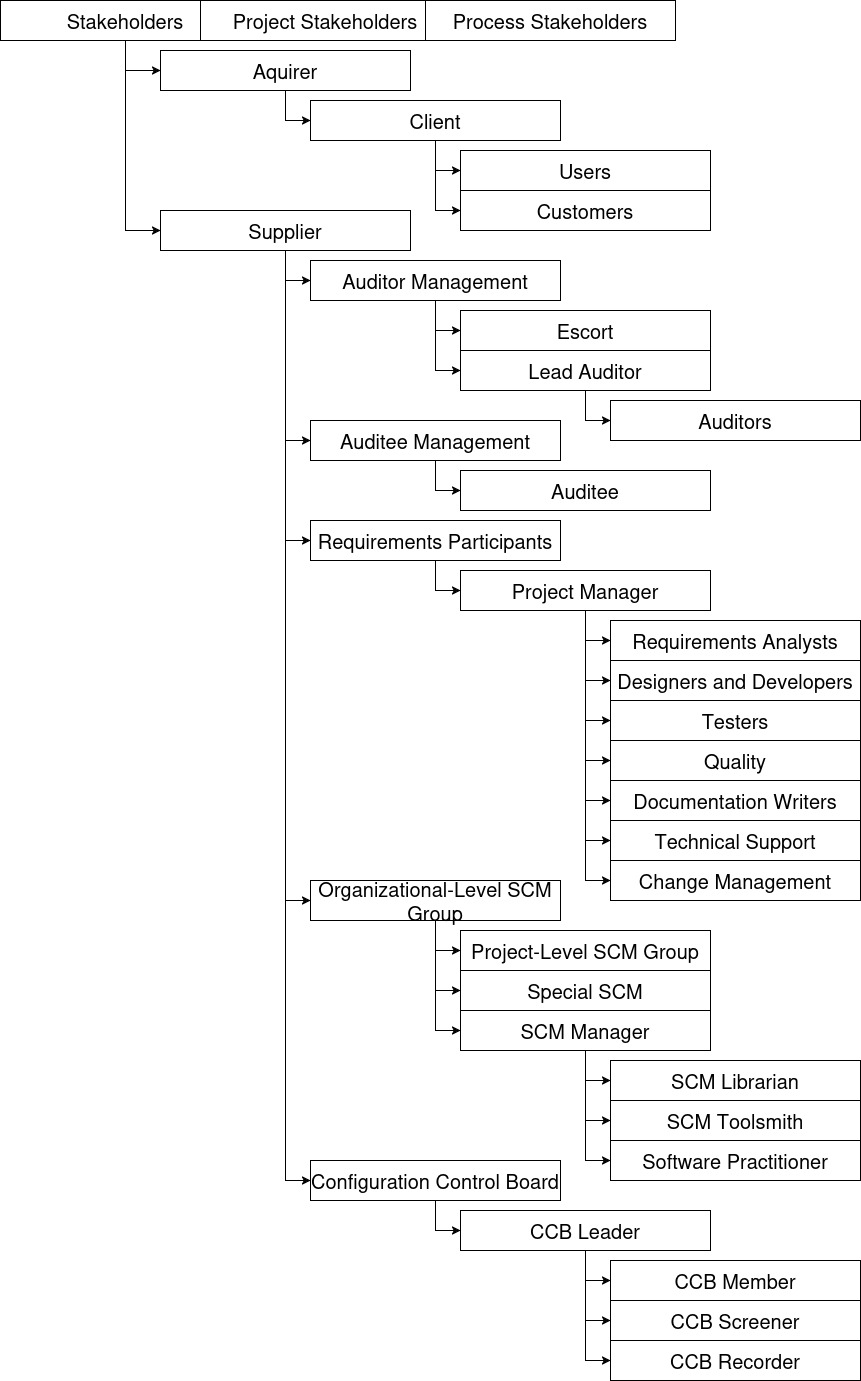 Stakeholders
Project Stakeholders
Process Stakeholders
Aquirer
Client
Users
Customers
Supplier
Auditor Management
Escort
Lead Auditor
Auditors
Auditee Management
Auditee
Requirements Participants
Project Manager
Requirements Analysts
Designers and Developers
Testers
Quality
Documentation Writers
Technical Support
Change Management
Organizational-Level SCM
Group
Project-Level SCM Group
Special SCM
SCM Manager
SCM Librarian
SCM Toolsmith
Software Practitioner
Configuration Control Board
CCB Leader
CCB Member
CCB Screener
CCB Recorder